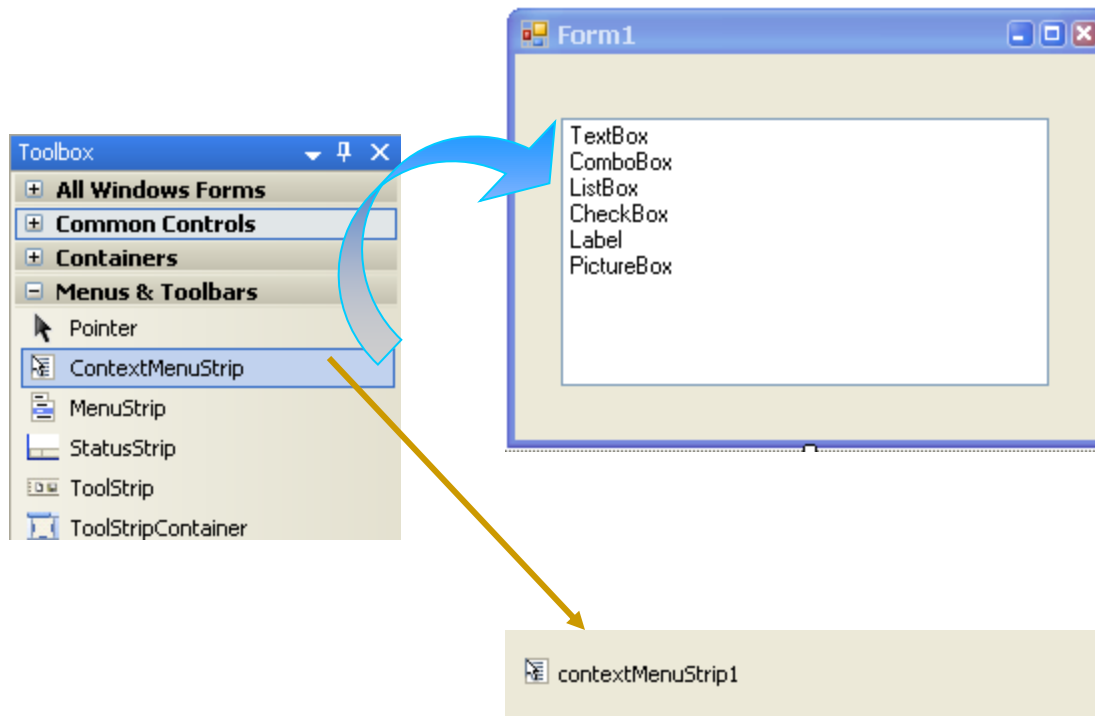 Form1
TextBox
ComboBox
ListBox
CheckBox
Label
PictureBox
Toolbox
All Windows Forms
Common Controls
Containers
Menus & Toolbars
Pointer
ContextMenuStrip
MenuStrip
StatusStrip
ToolStrip
ToolStripContainer
contextMenuStrip1